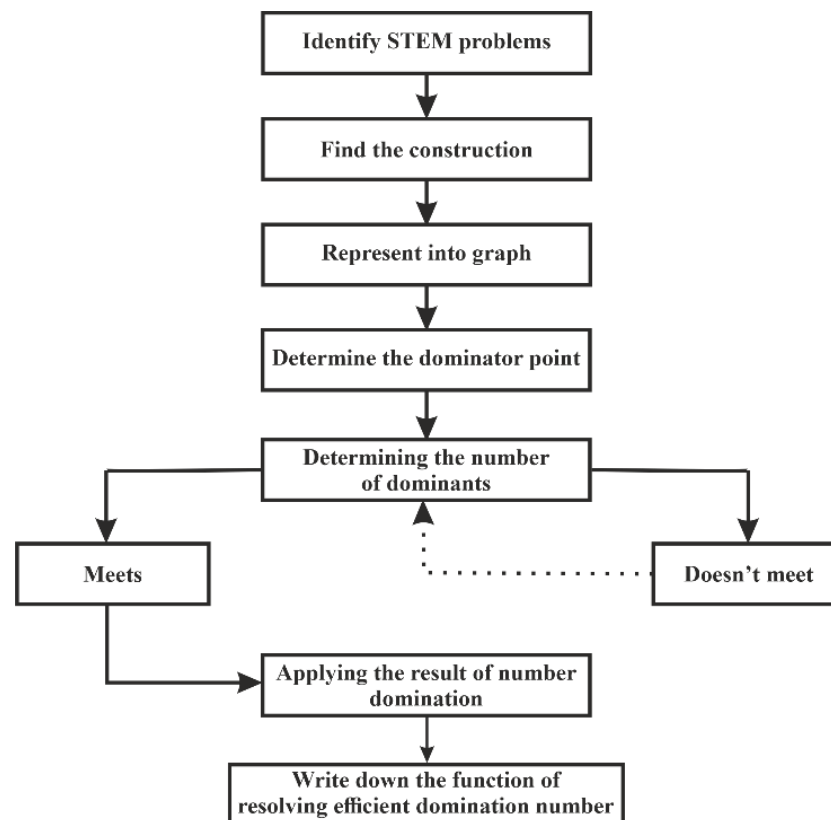 Identify STEM problems
Find the construction
Represent into graph
Determine the dominator point
Determining the number
of dominants
Meets
Doesn’t meet
Applying the result of number
domination
Write down the function of
resolving efficient domination number